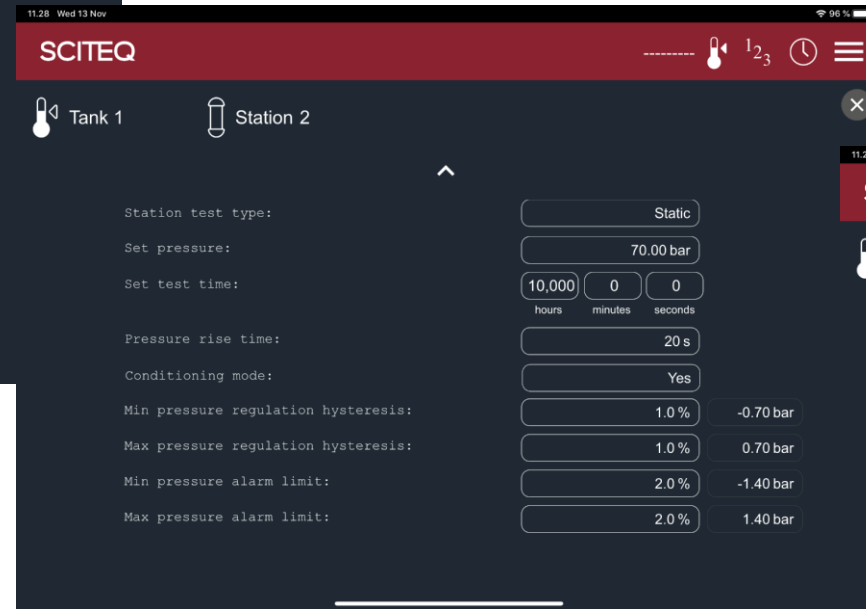 11.28 Wed 13 Nov 96 %
SCITEQ --------- 123
Tank 1 Station 2
Station test type: Static
Set pressure: 70.00 bar
Set test time: 10,000 0 0
hours minutes seconds
Pressure rise time: 20 s
Conditioning mode: Yes
Min pressure regulation hysteresis: 1.0 % -0.70 bar
Max pressure regulation hysteresis: 1.0 % 0.70 bar
Min pressure alarm limit: 2.0 % -1.40 bar
Max pressure alarm limit: 2.0 % 1.40 bar